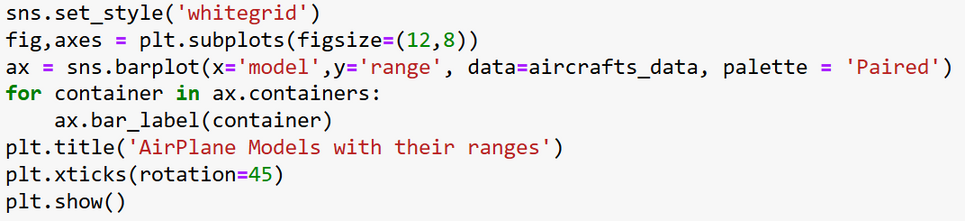 sns.set_style('whitegrid')
fig,axes = plt.subplots(figsize=(12,8))
ax = sns.barplot(x='model',y='range', data=aircrafts_data, palette = 'Paired')
for container in ax.containers:
    ax.bar_label(container)
plt.title('AirPlane Models with their ranges')
plt.xticks(rotation=45)
plt.show()